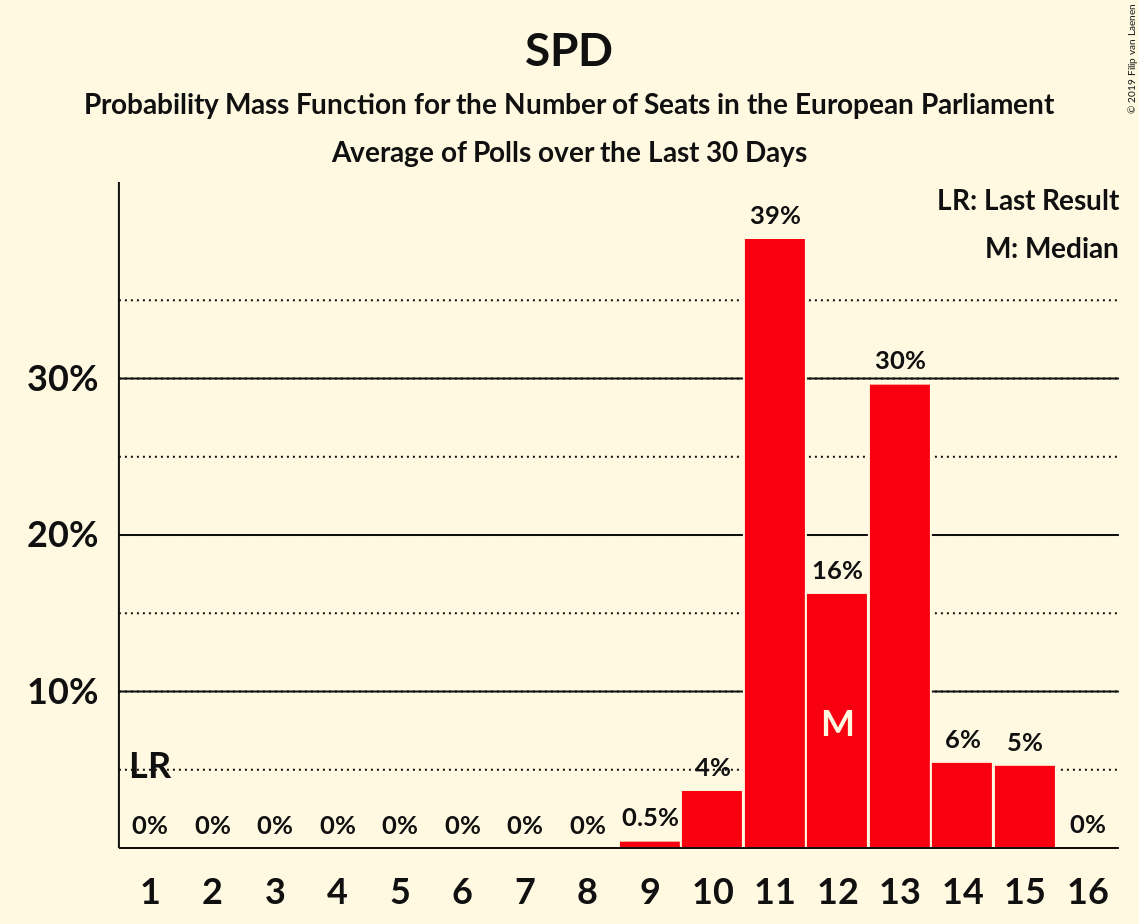 SPD
Probability Mass Function for the Number of Seats in the European Parliament
Average of Polls over the Last 30 Days
© 2019 Filip van Laenen
LR: Last Result
M: Median
39%
30%
30%
20%
16%
10%
M
LR
0%
0%
0%
0%
0%
0%
0%
0%
0.5%
4%
6%
5%
0%
1 2 3 4 5 6 7 8 9 10 11 12 13 14 15 16